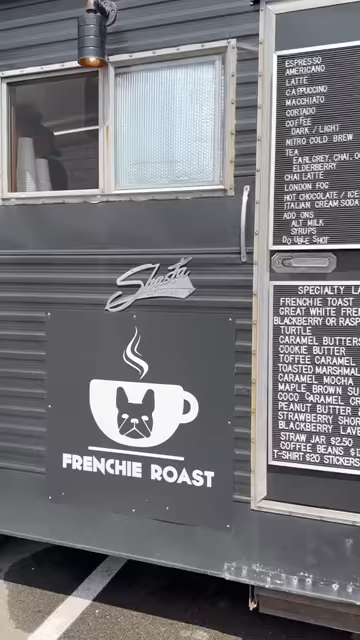 ESPRESSO
AMERICANO
LATTE
CAPPUCCINO
MACCHIATO
CORTADO
COFFEE
DARK / LIGHT
NITRO COLD BREW
TEA
EARL GREY, CHAI,
ELDERBERRY
CHAI LATTE
LONDON FOG
HOT CHOCOLATE / ICE
ITALIAN CREAM SODA
ADD ONS
ALT MILK
SYRUPS
DOUBLE SHOT
Shasta
SPECIALTY LA
FRENCHIE TOAST
GREAT WHITE FREN
BLACKBERRY OR RASP
TURTLE
CARAMEL BUTTERS
COOKIE BUTTER
TOFFEE CARAMEL
TOASTED MARSHMAL
CARAMEL MOCHA
MAPLE BROWN SU
COCO CARAMEL CR
PEANUT BUTTER
STRAWBERRY SHOR
BLACKBERRY LAVE
STRAW JAR $2.50
COFFEE BEANS $1
T-SHIRT $20 STICKERS
FRENCHIE ROAST